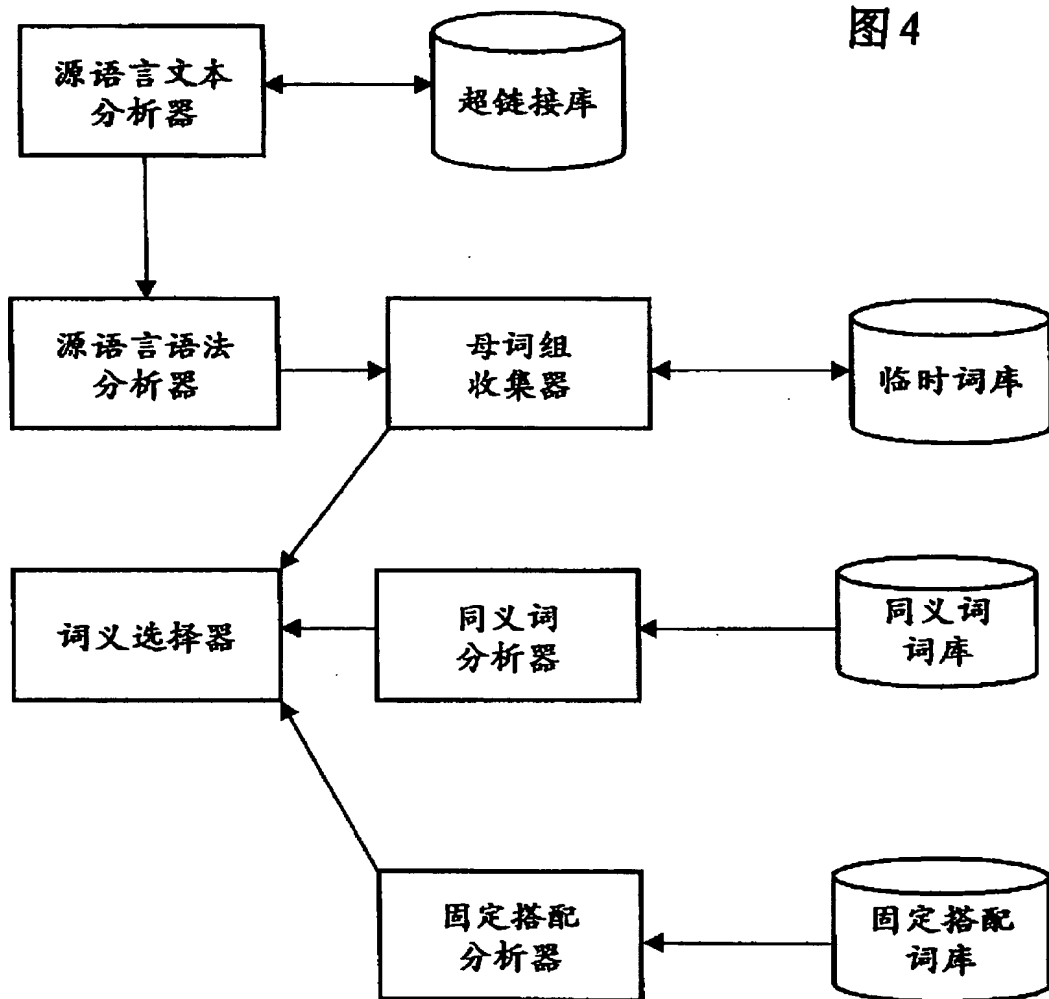 图4
源语言文本
分析器
超链接库
源语言语法
分析器
母词组
收集器
临时词库
词义选择器
同义词
分析器
同义词
词库
固定搭配
分析器
固定搭配
词库